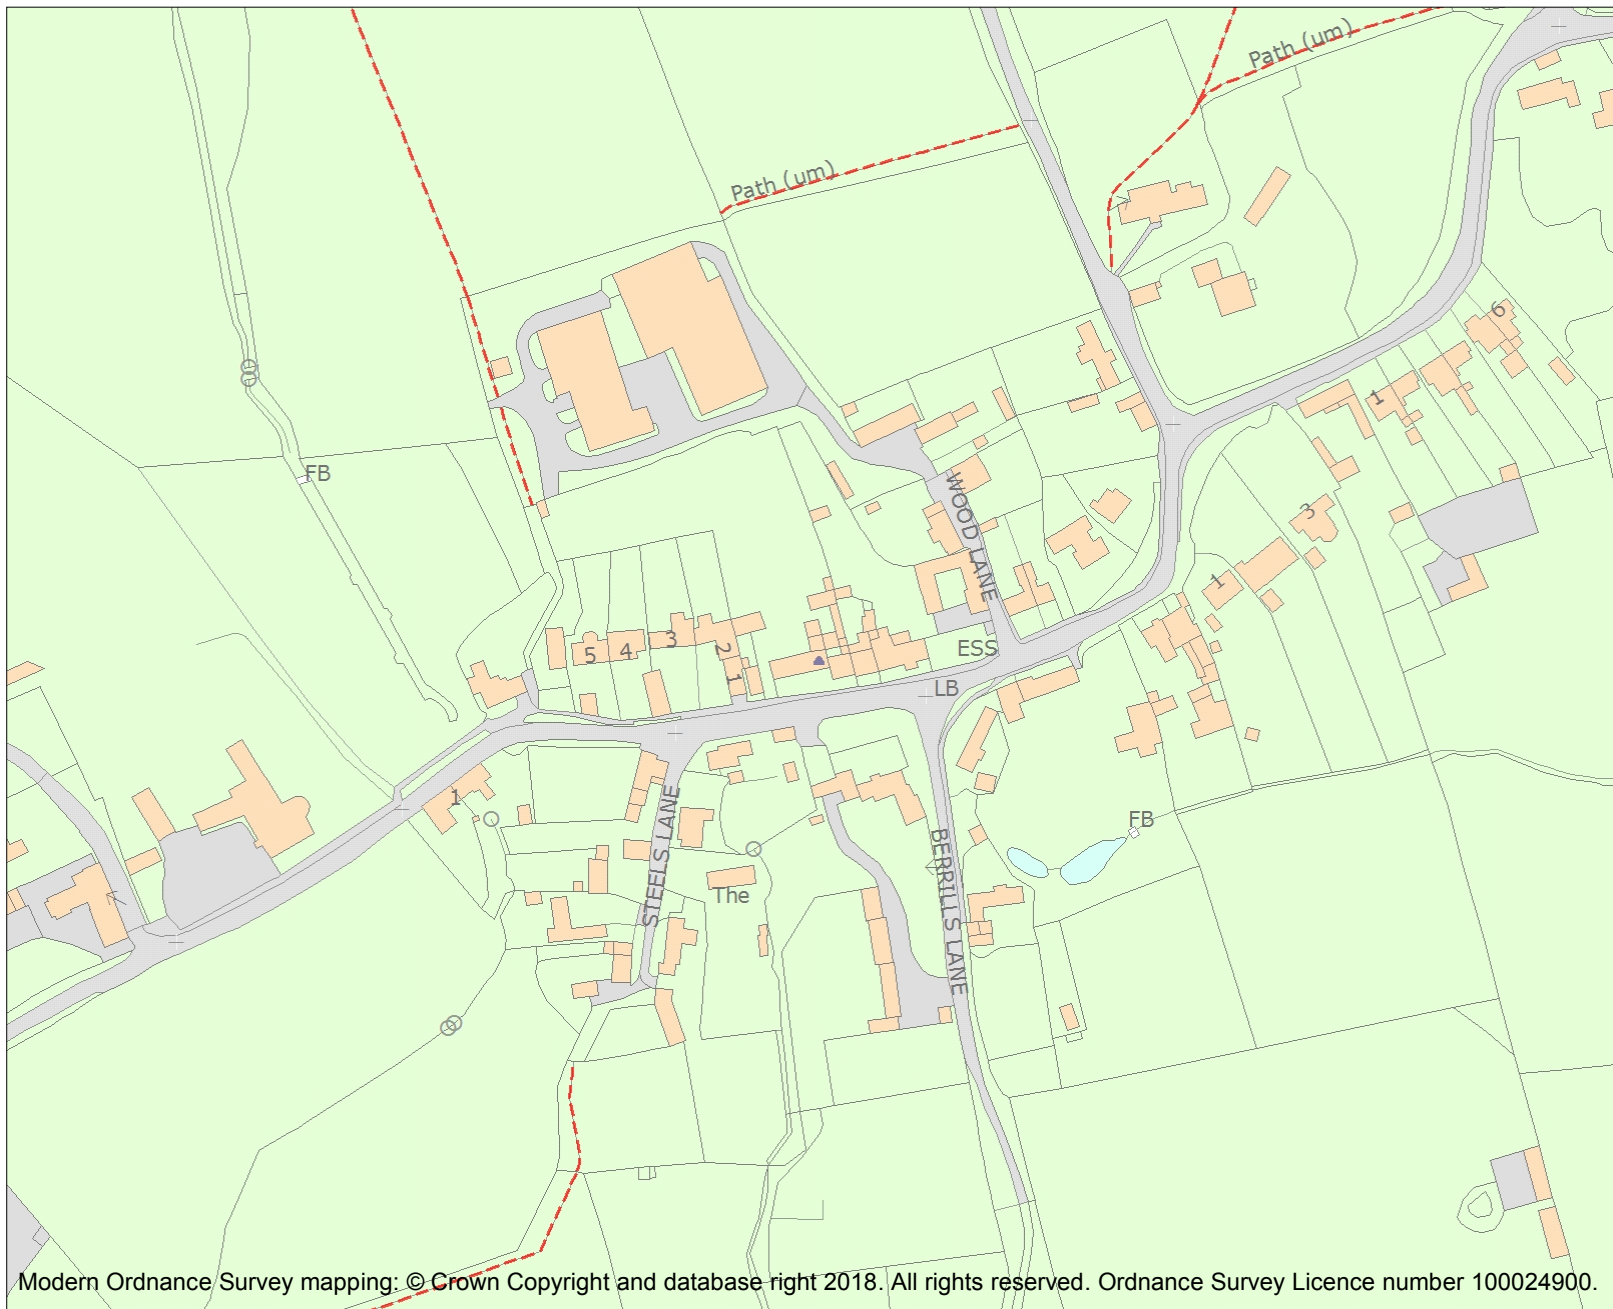 Path (um)
Path (um)
6
1
FB
WOOD LANE
3
1
5
4
3
2
1
ESS
LB
1
STEELS LANE
BERRILLS LANE
FB
The
Modern Ordnance Survey mapping: © Crown Copyright and database right 2018. All rights reserved. Ordnance Survey Licence number 100024900.